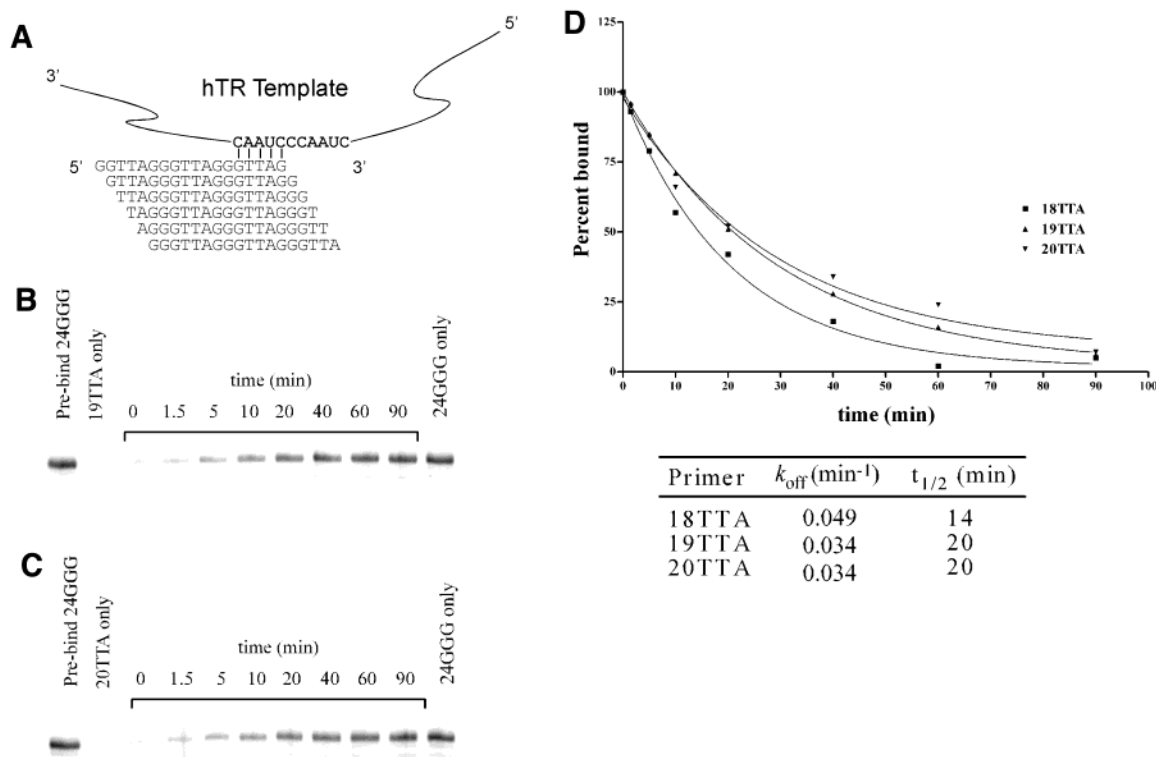 A
5’
3’
hTR Template
CAAUCCCAAUC
5’
3’
GGTTAGGGTTAGGGTTAG
GTTAGGGTTAGGGTTAGG
TTAGGGTTAGGGTTAGGG
TAGGGTTAGGGTTAGGGT
AGGGTTAGGGTTAGGGTT
GGGTTAGGGTTAGGGTTA
B
Pre-bind 24GGG
19TTA only
time (min)
0 1.5 5 10 20 40 60 90
24GGG only
C
Pre-bind 24GGG
20TTA only
time (min)
0 1.5 5 10 20 40 60 90
24GGG only
D
Percent bound
125
100
75
50
25
0
0 10 20 30 40 50 60 70 80 90 100
time (min)
18TTA
19TTA
20TTA
Primer koff (min-1) t1/2 (min)
18TTA 0.049 14
19TTA 0.034 20
20TTA 0.034 20